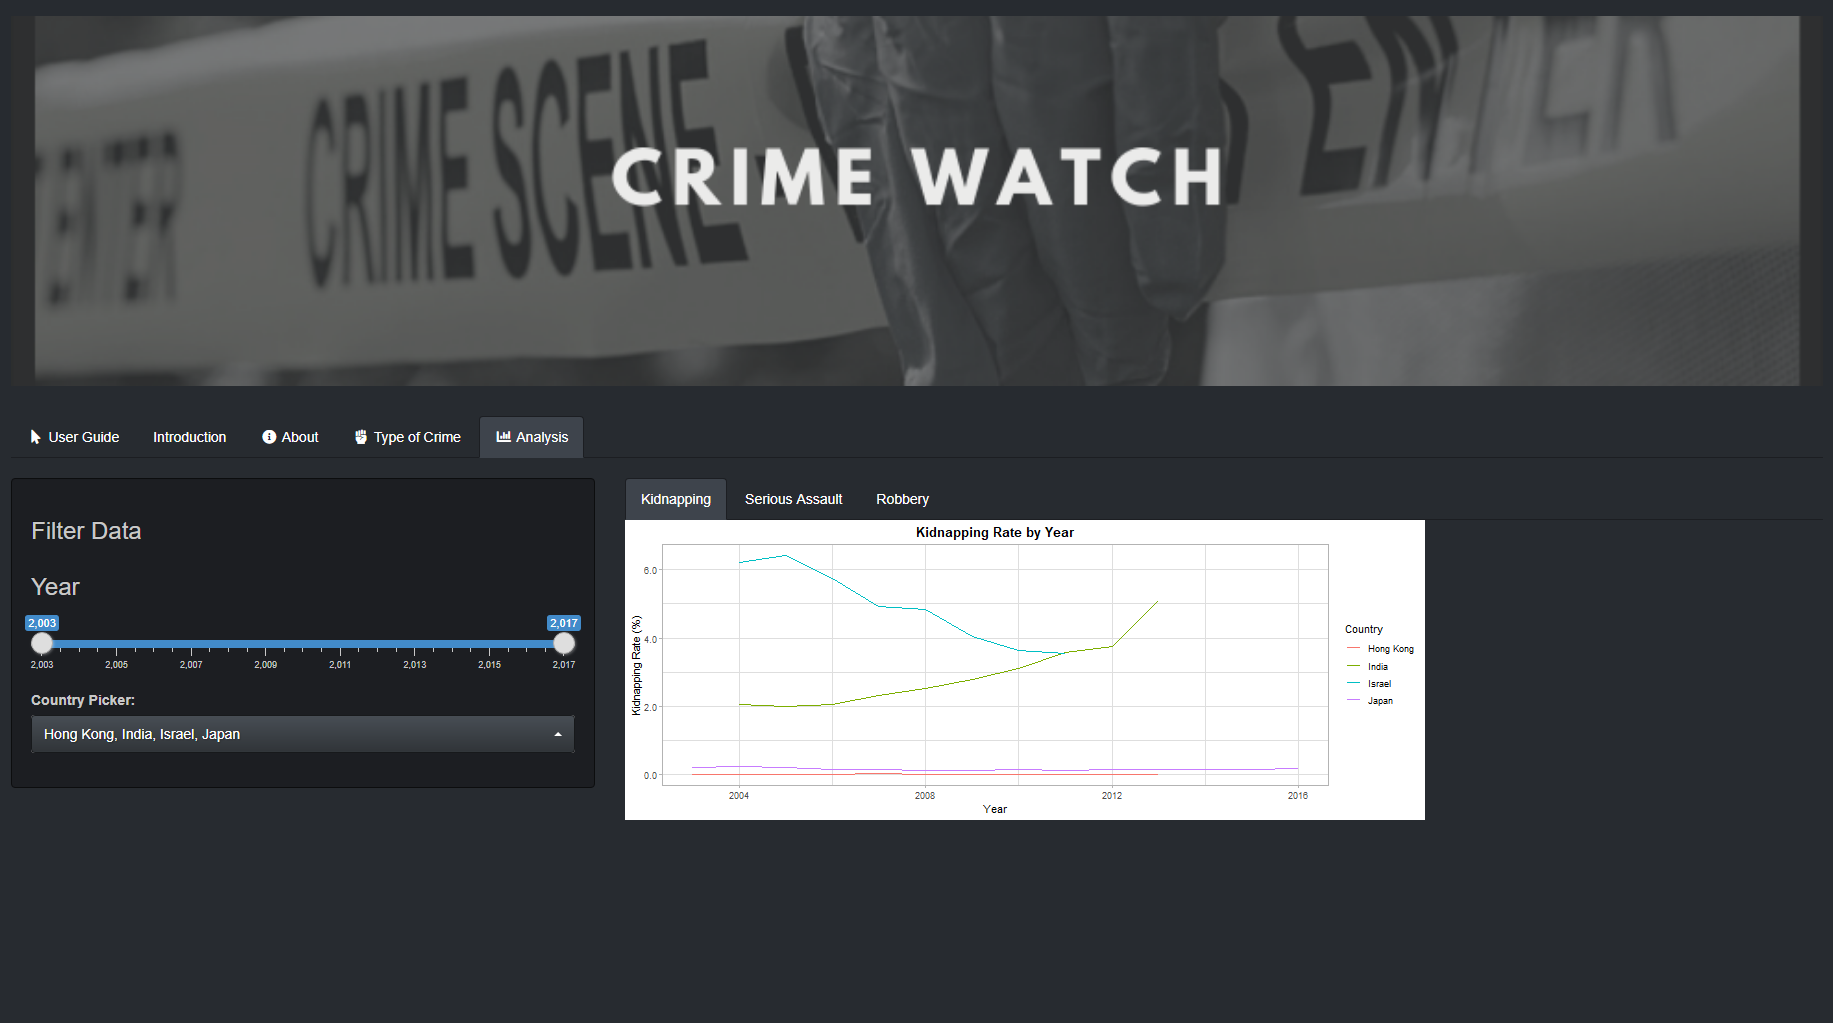 ENTER
CRIME SCENE
ENTER
CRIME WATCH
User Guide
Introduction
About
Type of Crime
Analysis
Filter Data
Year
2,003
2,017
2,003
2,005
2,007
2,009
2,011
2,013
2,015
2,017
Country Picker:
Hong Kong, India, Israel, Japan
Kidnapping
Serious Assault
Robbery
Kidnapping Rate by Year
Kidnapping Rate (%)
6.0
4.0
2.0
0.0
2004
2008
2012
2016
Year
Country
Hong Kong
India
Israel
Japan